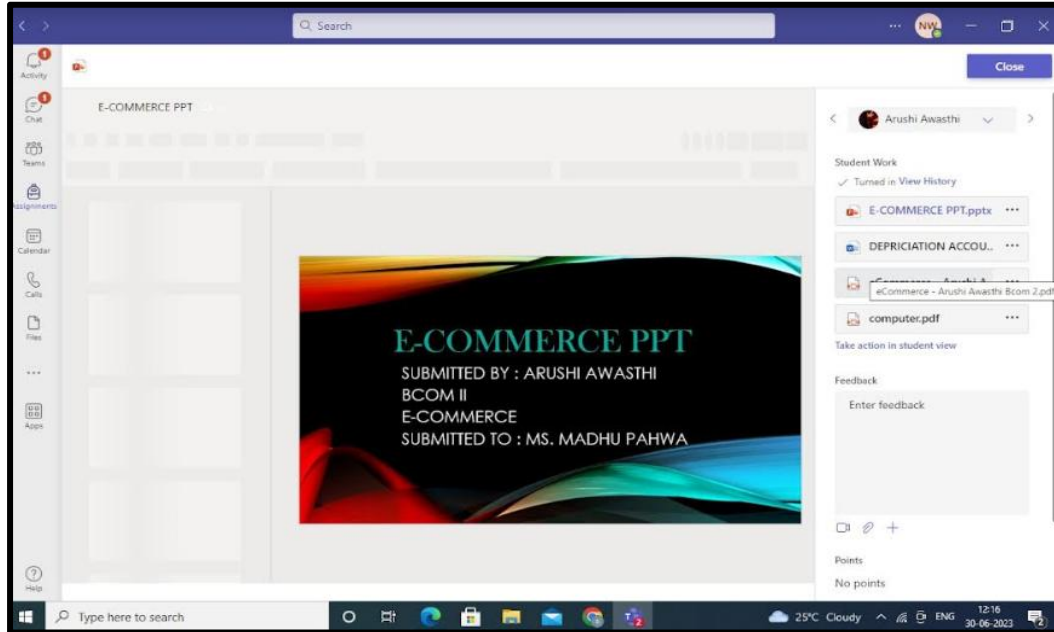 Search
NW
Activity
Chat
Teams
Assignments
Calendar
Calls
Files
Apps
Help
Close
E-COMMERCE PPT
E-COMMERCE PPT
SUBMITTED BY : ARUSHI AWASTHI
BCOM II
E-COMMERCE
SUBMITTED TO : MS. MADHU PAHWA
Arushi Awasthi
Student Work
Turned in View History
E-COMMERCE PPT.pptx
DEPRICIATION ACCOU..
eCommerce - Arushi A
eCommerce - Arushi Awasthi Bcom 2.pdf
computer.pdf
Take action in student view
Feedback
Enter feedback
Points
No points
Type here to search
25°C Cloudy
ENG
12:16
30-06-2023